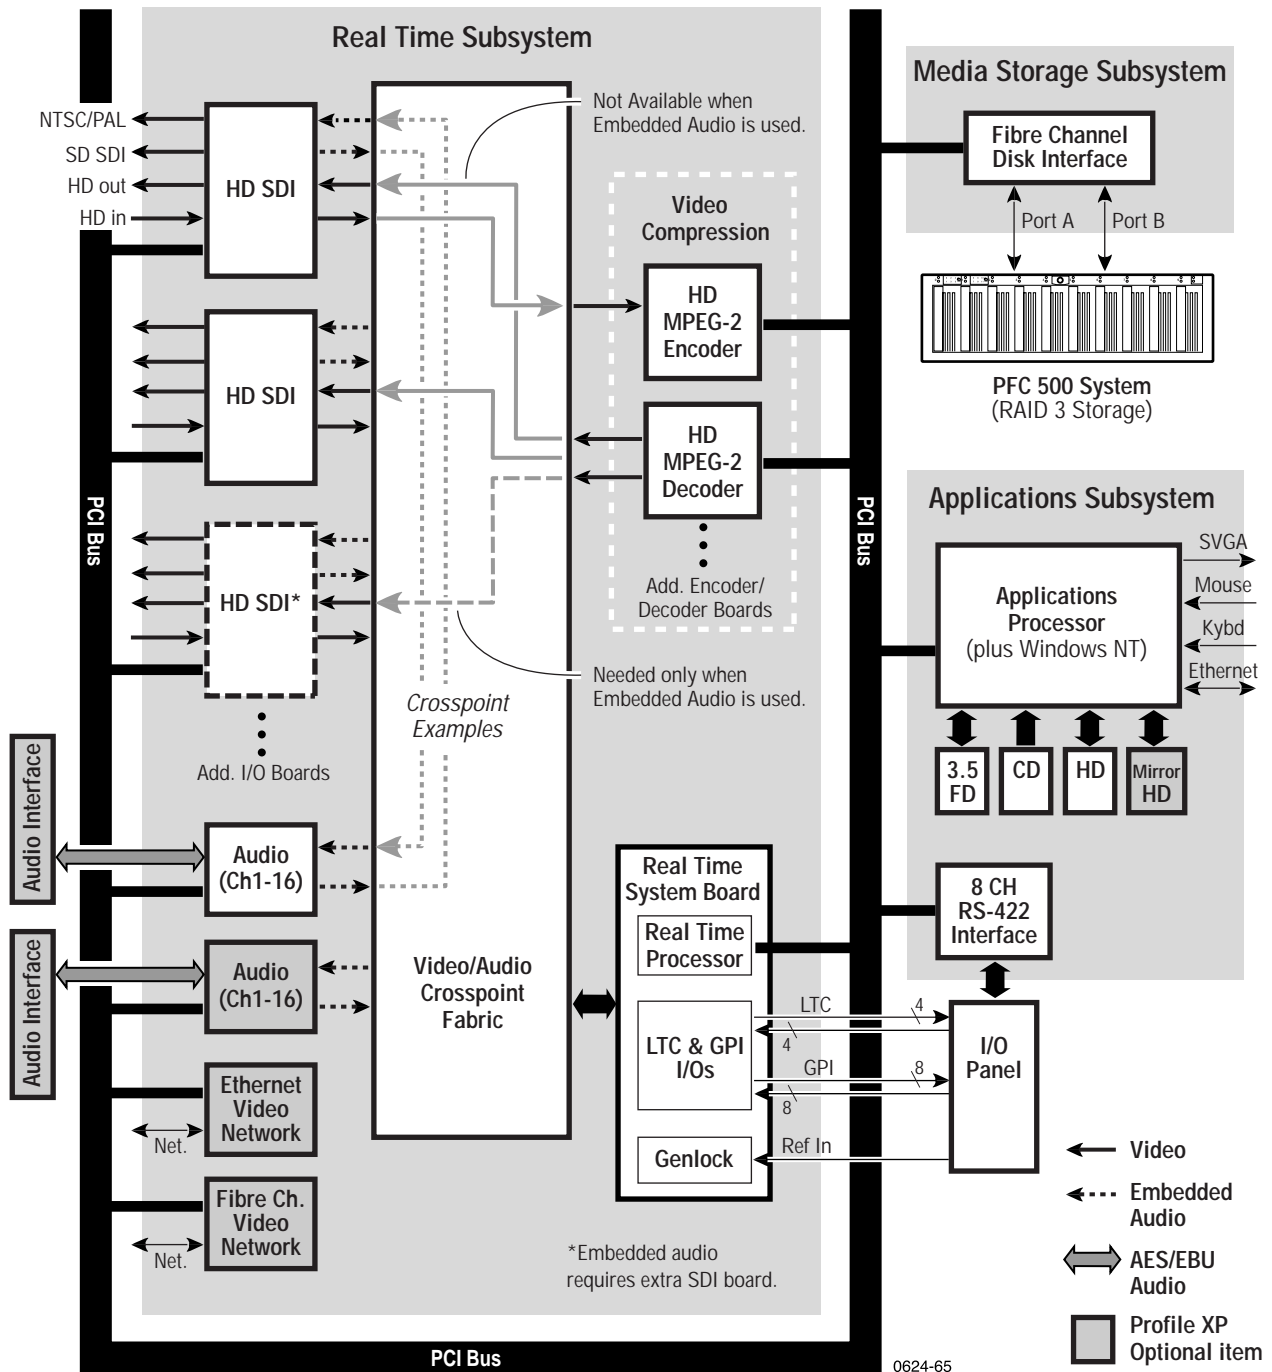 Real Time Subsystem
NTSC/PAL
SD SDI
HD out
HD in
HD SDI
HD SDI
HD SDI*
Add. I/O Boards
PCI Bus
Not Available when
Embedded Audio is used.
Video
Compression
HD
MPEG-2
Encoder
HD
MPEG-2
Decoder
Add. Encoder/
Decoder Boards
Needed only when
Embedded Audio is used.
Crosspoint
Examples
Audio Interface
Audio
(Ch1-16)
Audio Interface
Audio
(Ch1-16)
Ethernet
Video
Network
Net.
Fibre Ch.
Video
Network
Net.
Video/Audio
Crosspoint
Fabric
Real Time
System Board
Real Time
Processor
LTC & GPI
I/Os
Genlock
LTC
4
4
GPI
8
8
Ref In
*Embedded audio
requires extra SDI board.
PCI Bus
PCI Bus
Media Storage Subsystem
Fibre Channel
Disk Interface
Port A
Port B
PFC 500 System
(RAID 3 Storage)
Applications Subsystem
Applications
Processor
(plus Windows NT)
SVGA
Mouse
Kybd
Ethernet
3.5
FD
CD
HD
Mirror
HD
8 CH
RS-422
Interface
I/O
Panel
Video
Embedded
Audio
AES/EBU
Audio
Profile XP
Optional item
0624-65